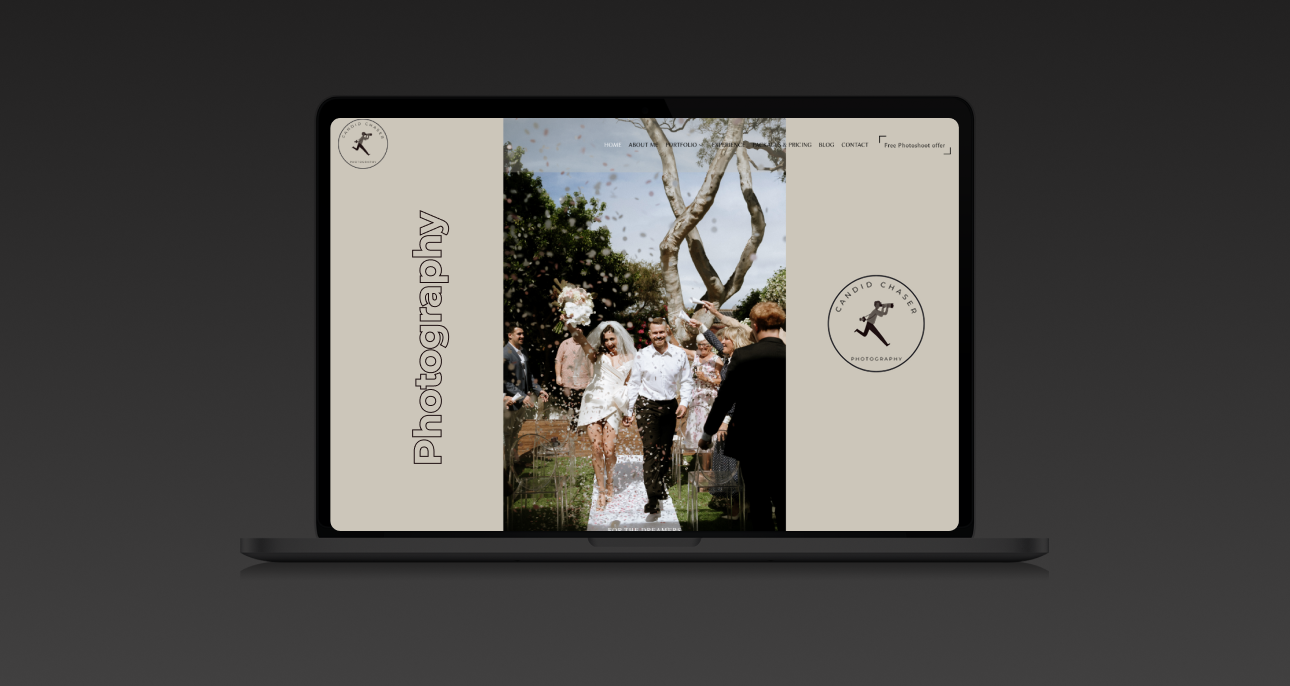 CANDID CHASER
PHOTOGRAPHY
HOME ABOUT ME PORTFOLIO EXPERIENCE PACKAGES & PRICING BLOG CONTACT Free Photoshoot offer
Photography
CANDID CHASER
PHOTOGRAPHY
FOR THE DREAMERS